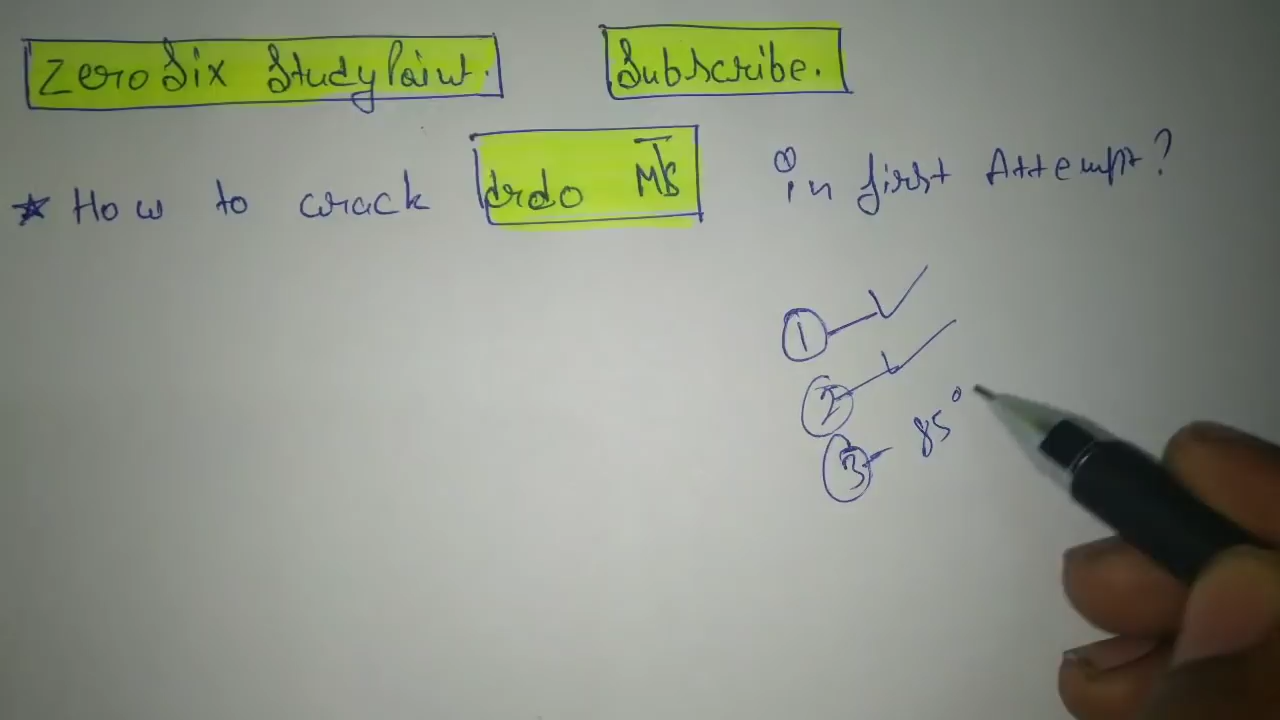 Zero Six Study Point. Subscribe.
★ How to crack drdo MTS in first Attempt?
1
2
3 85°